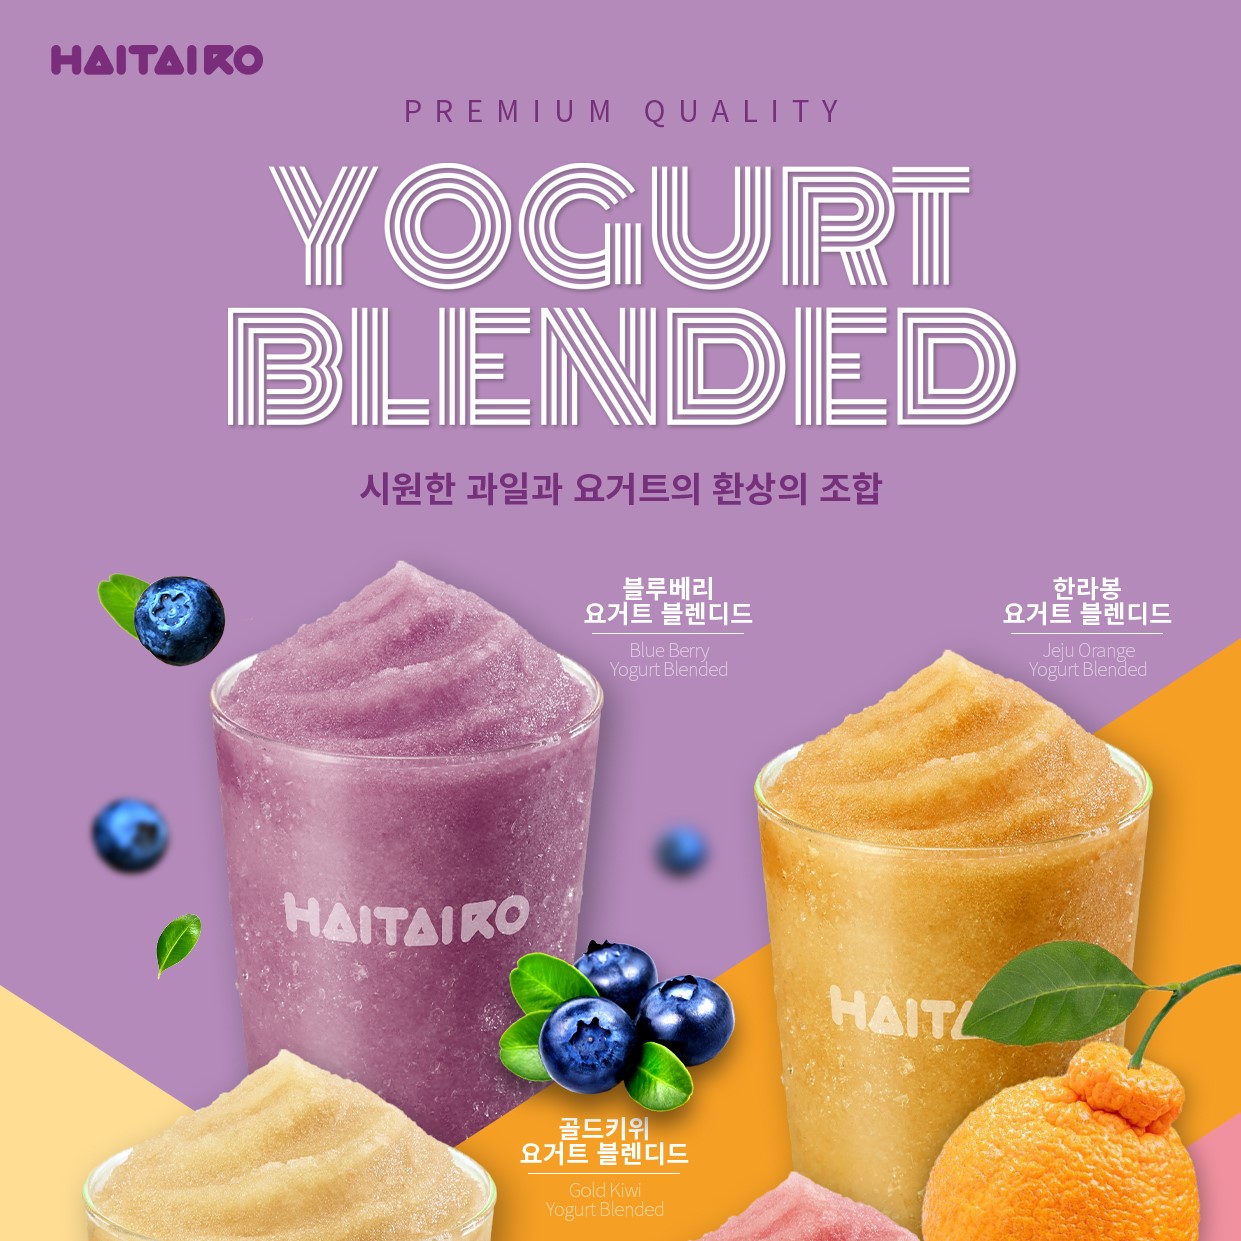 HAITAIRO
PREMIUM QUALITY
YOGURT
BLENDED
시원한 과일과 요거트의 환상의 조합
블루베리
요거트 블렌디드
Blue Berry
Yogurt Blended
한라봉
요거트 블렌디드
Jeju Orange
Yogurt Blended
HAITAIRO
HAITA
골드키위
요거트 블렌디드
Gold Kiwi
Yogurt Blended